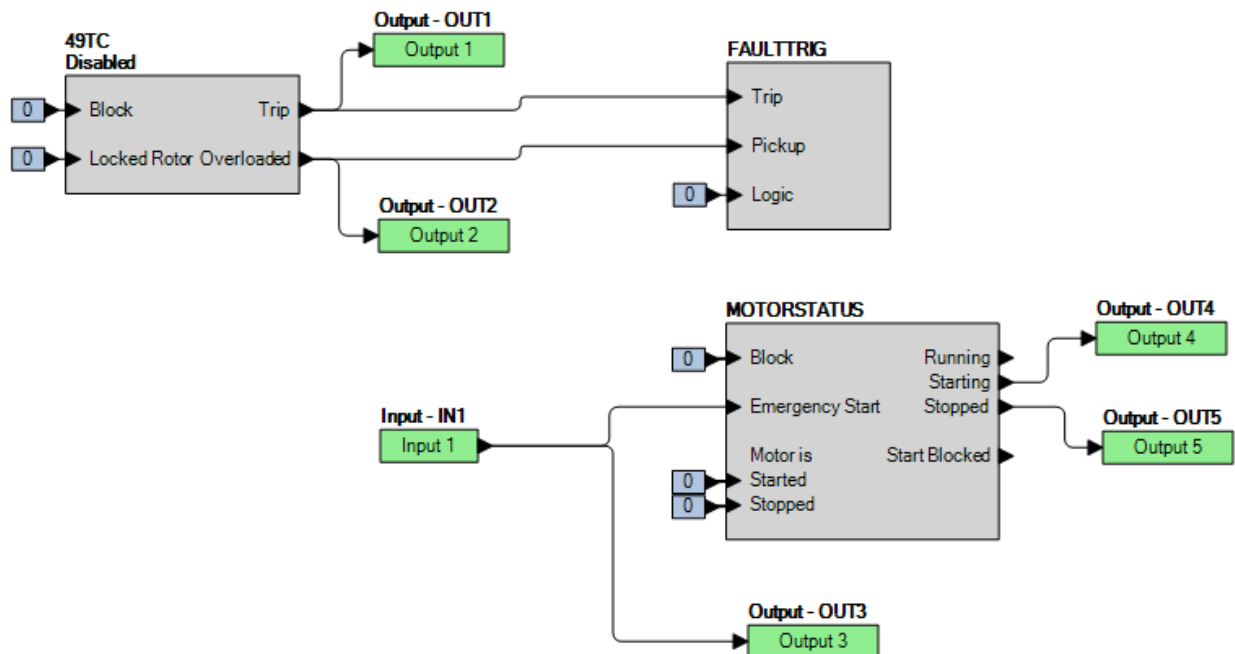 Output - OUT1
Output 1
49TC
Disabled
0 Block Trip
0 Locked Rotor Overloaded
Output - OUT2
Output 2
FAULTTRIG
Trip
Pickup
0 Logic
MOTORSTATUS
0 Block Running
Starting
Emergency Start Stopped
Motor is Start Blocked
0 Started
0 Stopped
Input - IN1
Input 1
Output - OUT4
Output 4
Output - OUT5
Output 5
Output - OUT3
Output 3